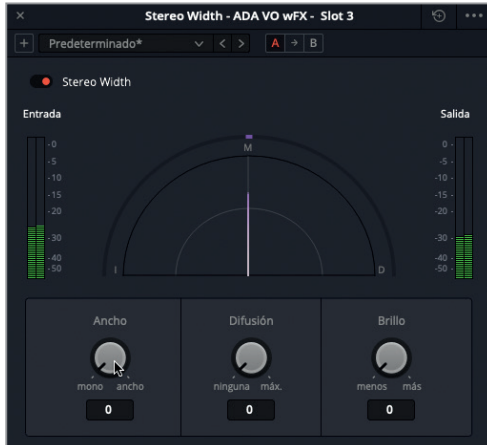 Stereo Width - ADA VO wFX - Slot 3
Predeterminado*
A B
Stereo Width
Entrada
Salida
-0
-5
-10
-15
-20
-30
-40
-50
M
I
D
0 -
-5 -
-10 -
-15 -
-20 -
-30 -
-40 -
-50 -
Ancho
mono ancho
0
Difusión
ninguna máx.
0
Brillo
menos más
0